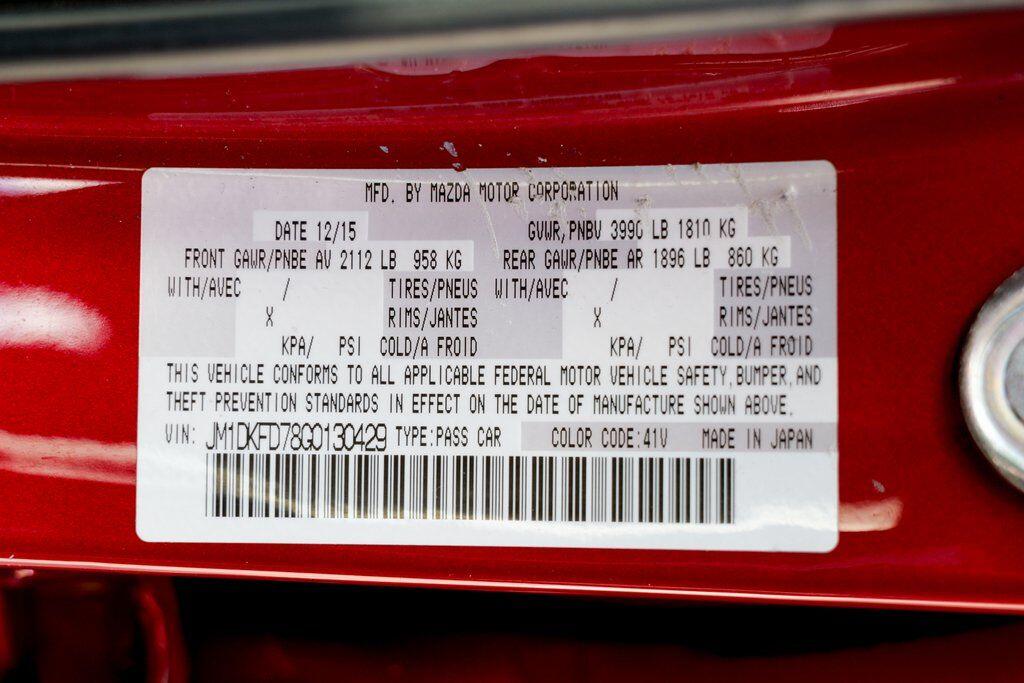 MFD. BY MAZDA MOTOR CORPORATION
DATE 12/15 GVWR/PNBV 3990 LB 1810 KG
FRONT GAWR/PNBE AV 2112 LB 958 KG REAR GAWR/PNBE AR 1896 LB 860 KG
WITH/AVEC / TIRES/PNEUS WITH/AVEC / TIRES/PNEUS
X RIMS/JANTES X RIMS/JANTES
KPA/ PSI COLD/A FROID KPA/ PSI COLD/A FROID
THIS VEHICLE CONFORMS TO ALL APPLICABLE FEDERAL MOTOR VEHICLE SAFETY, BUMPER, AND
THEFT PREVENTION STANDARDS IN EFFECT ON THE DATE OF MANUFACTURE SHOWN ABOVE.
VIN: JM1DKFD78G0130429 TYPE:PASS CAR COLOR CODE:41V MADE IN JAPAN